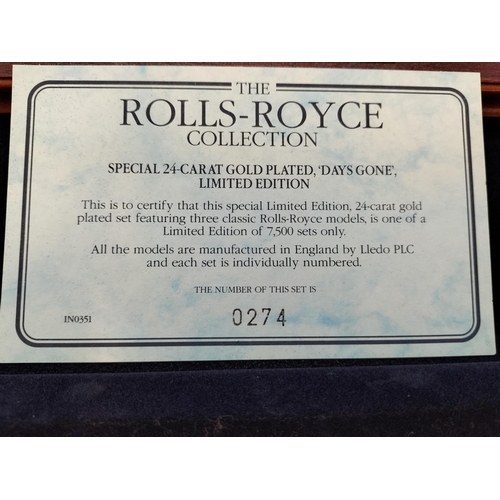 THE
ROLLS-ROYCE
COLLECTION
SPECIAL 24-CARAT GOLD PLATED, 'DAYS GONE',
LIMITED EDITION
This is to certify that this special Limited Edition, 24-carat gold
plated set featuring three classic Rolls-Royce models, is one of a
Limited Edition of 7,500 sets only.
All the models are manufactured in England by Lledo PLC
and each set is individually numbered.
THE NUMBER OF THIS SET IS
IN0351
0274